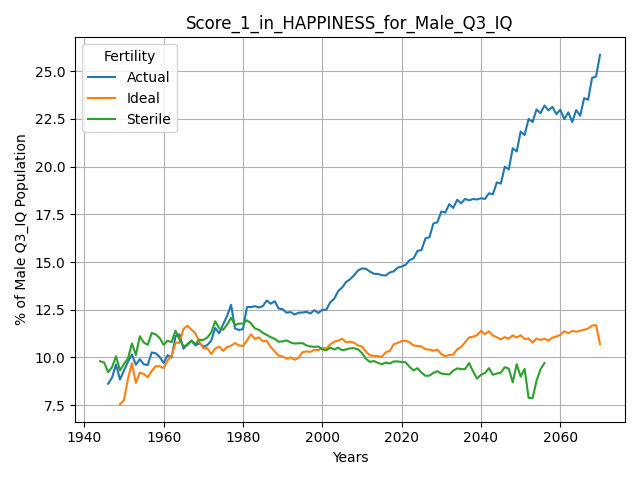 Score_1_in_HAPPINESS_for_Male_Q3_IQ
Fertility
Actual
Ideal
Sterile
% of Male Q3_IQ Population
25.0
22.5
20.0
17.5
15.0
12.5
10.0
7.5
1940 1960 1980 2000 2020 2040 2060
Years